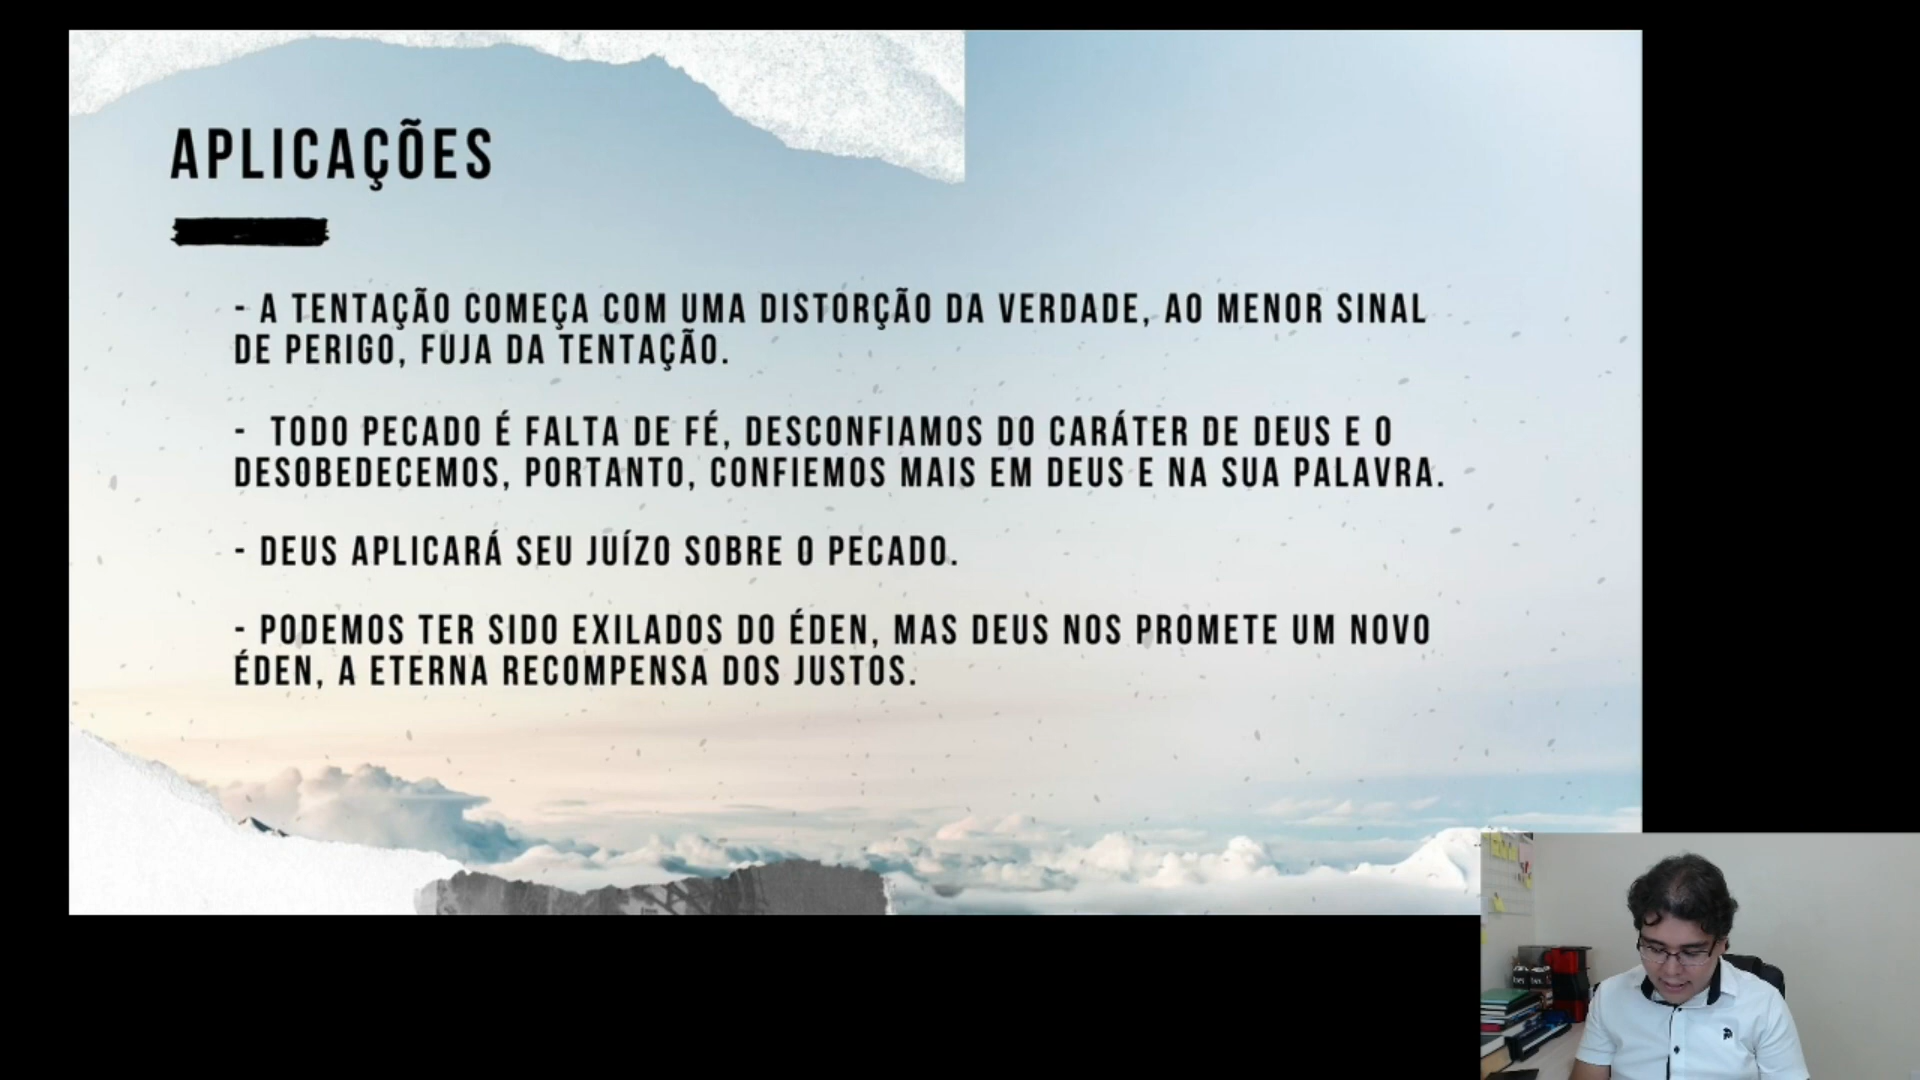 APLICAÇÕES
- A TENTAÇÃO COMEÇA COM UMA DISTORÇÃO DA VERDADE, AO MENOR SINAL
DE PERIGO, FUJA DA TENTAÇÃO.
- TODO PECADO É FALTA DE FÉ, DESCONFIAMOS DO CARÁTER DE DEUS E O
DESOBEDECEMOS, PORTANTO, CONFIEMOS MAIS EM DEUS E NA SUA PALAVRA.
- DEUS APLICARÁ SEU JUÍZO SOBRE O PECADO.
- PODEMOS TER SIDO EXILADOS DO ÉDEN, MAS DEUS NOS PROMETE UM NOVO
ÉDEN, A ETERNA RECOMPENSA DOS JUSTOS.